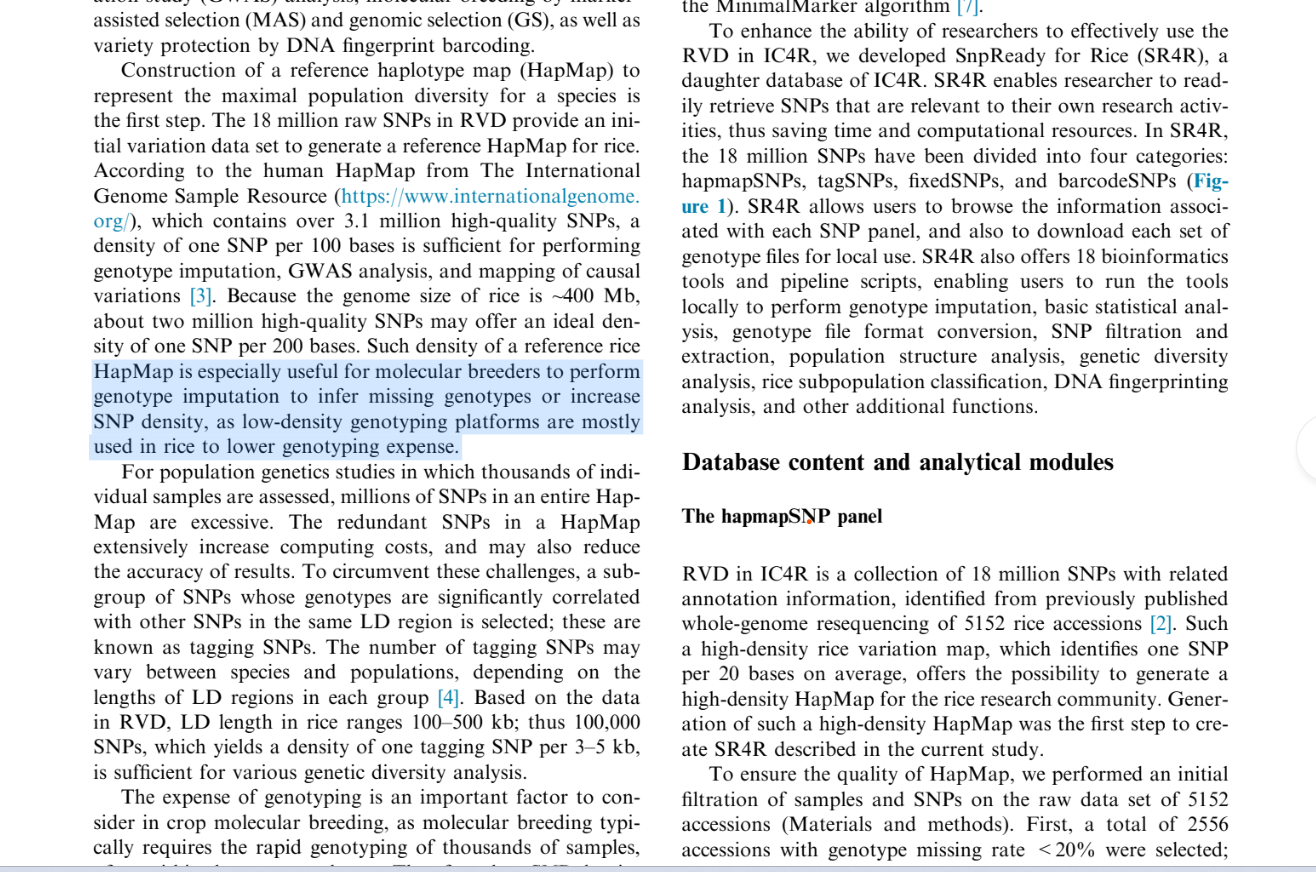 assisted selection (MAS) and genomic selection (GS), as well as
variety protection by DNA fingerprint barcoding.
Construction of a reference haplotype map (HapMap) to
represent the maximal population diversity for a species is
the first step. The 18 million raw SNPs in RVD provide an ini-
tial variation data set to generate a reference HapMap for rice.
According to the human HapMap from The International
Genome Sample Resource (https://www.internationalgenome.
org/), which contains over 3.1 million high-quality SNPs, a
density of one SNP per 100 bases is sufficient for performing
genotype imputation, GWAS analysis, and mapping of causal
variations [3]. Because the genome size of rice is ~400 Mb,
about two million high-quality SNPs may offer an ideal den-
sity of one SNP per 200 bases. Such density of a reference rice
HapMap is especially useful for molecular breeders to perform
genotype imputation to infer missing genotypes or increase
SNP density, as low-density genotyping platforms are mostly
used in rice to lower genotyping expense.
For population genetics studies in which thousands of indi-
vidual samples are assessed, millions of SNPs in an entire Hap-
Map are excessive. The redundant SNPs in a HapMap
extensively increase computing costs, and may also reduce
the accuracy of results. To circumvent these challenges, a sub-
group of SNPs whose genotypes are significantly correlated
with other SNPs in the same LD region is selected; these are
known as tagging SNPs. The number of tagging SNPs may
vary between species and populations, depending on the
lengths of LD regions in each group [4]. Based on the data
in RVD, LD length in rice ranges 100–500 kb; thus 100,000
SNPs, which yields a density of one tagging SNP per 3–5 kb,
is sufficient for various genetic diversity analysis.
The expense of genotyping is an important factor to con-
sider in crop molecular breeding, as molecular breeding typi-
cally requires the rapid genotyping of thousands of samples,
the MinimalMarker algorithm [7].
To enhance the ability of researchers to effectively use the
RVD in IC4R, we developed SnpReady for Rice (SR4R), a
daughter database of IC4R. SR4R enables researcher to read-
ily retrieve SNPs that are relevant to their own research activ-
ities, thus saving time and computational resources. In SR4R,
the 18 million SNPs have been divided into four categories:
hapmapSNPs, tagSNPs, fixedSNPs, and barcodeSNPs (Fig-
ure 1). SR4R allows users to browse the information associ-
ated with each SNP panel, and also to download each set of
genotype files for local use. SR4R also offers 18 bioinformatics
tools and pipeline scripts, enabling users to run the tools
locally to perform genotype imputation, basic statistical anal-
ysis, genotype file format conversion, SNP filtration and
extraction, population structure analysis, genetic diversity
analysis, rice subpopulation classification, DNA fingerprinting
analysis, and other additional functions.
Database content and analytical modules
The hapmapSNP panel
RVD in IC4R is a collection of 18 million SNPs with related
annotation information, identified from previously published
whole-genome resequencing of 5152 rice accessions [2]. Such
a high-density rice variation map, which identifies one SNP
per 20 bases on average, offers the possibility to generate a
high-density HapMap for the rice research community. Gener-
ation of such a high-density HapMap was the first step to cre-
ate SR4R described in the current study.
To ensure the quality of HapMap, we performed an initial
filtration of samples and SNPs on the raw data set of 5152
accessions (Materials and methods). First, a total of 2556
accessions with genotype missing rate <20% were selected;